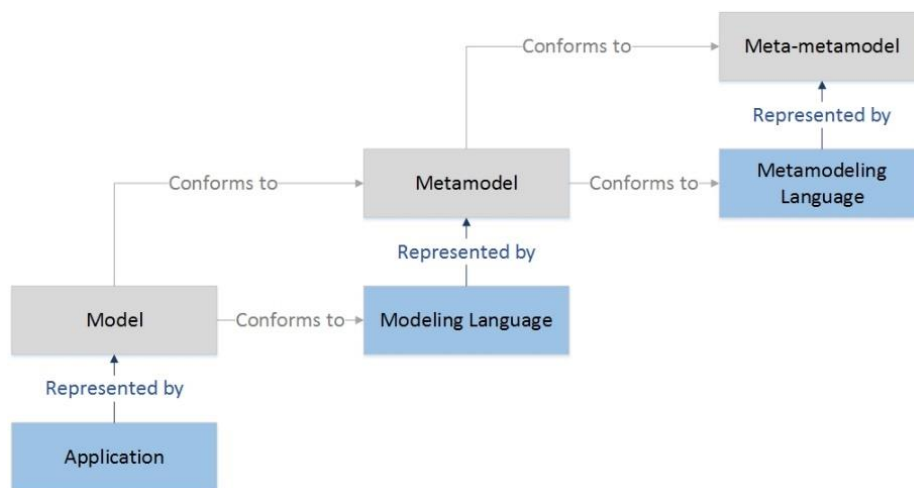 Conforms to
Meta-metamodel
Represented by
Conforms to
Metamodel
Conforms to
Metamodeling
Language
Represented by
Model
Conforms to
Modeling Language
Represented by
Application